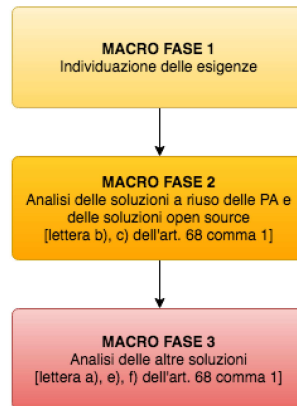 MACRO FASE 1
Individuazione delle esigenze
MACRO FASE 2
Analisi delle soluzioni a riuso delle PA e
delle soluzioni open source
[lettera b), c) dell'art. 68 comma 1]
MACRO FASE 3
Analisi delle altre soluzioni
[lettera a), e), f) dell'art. 68 comma 1]